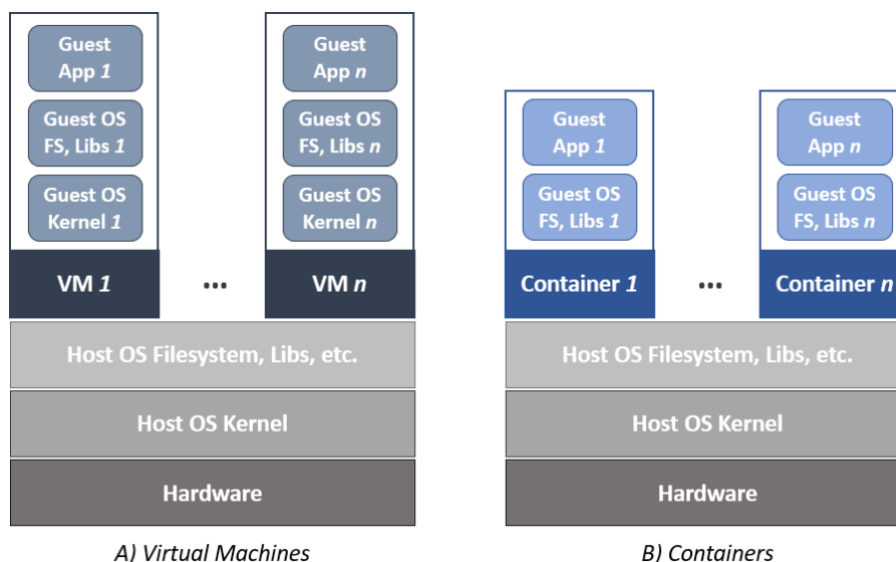 Guest
App 1
Guest OS
FS, Libs 1
Guest OS
Kernel 1
VM 1
...
Guest
App n
Guest OS
FS, Libs n
Guest OS
Kernel n
VM n
Host OS Filesystem, Libs, etc.
Host OS Kernel
Hardware
A) Virtual Machines
Guest
App 1
Guest OS
FS, Libs 1
Container 1
...
Guest
App n
Guest OS
FS, Libs n
Container n
Host OS Filesystem, Libs, etc.
Host OS Kernel
Hardware
B) Containers